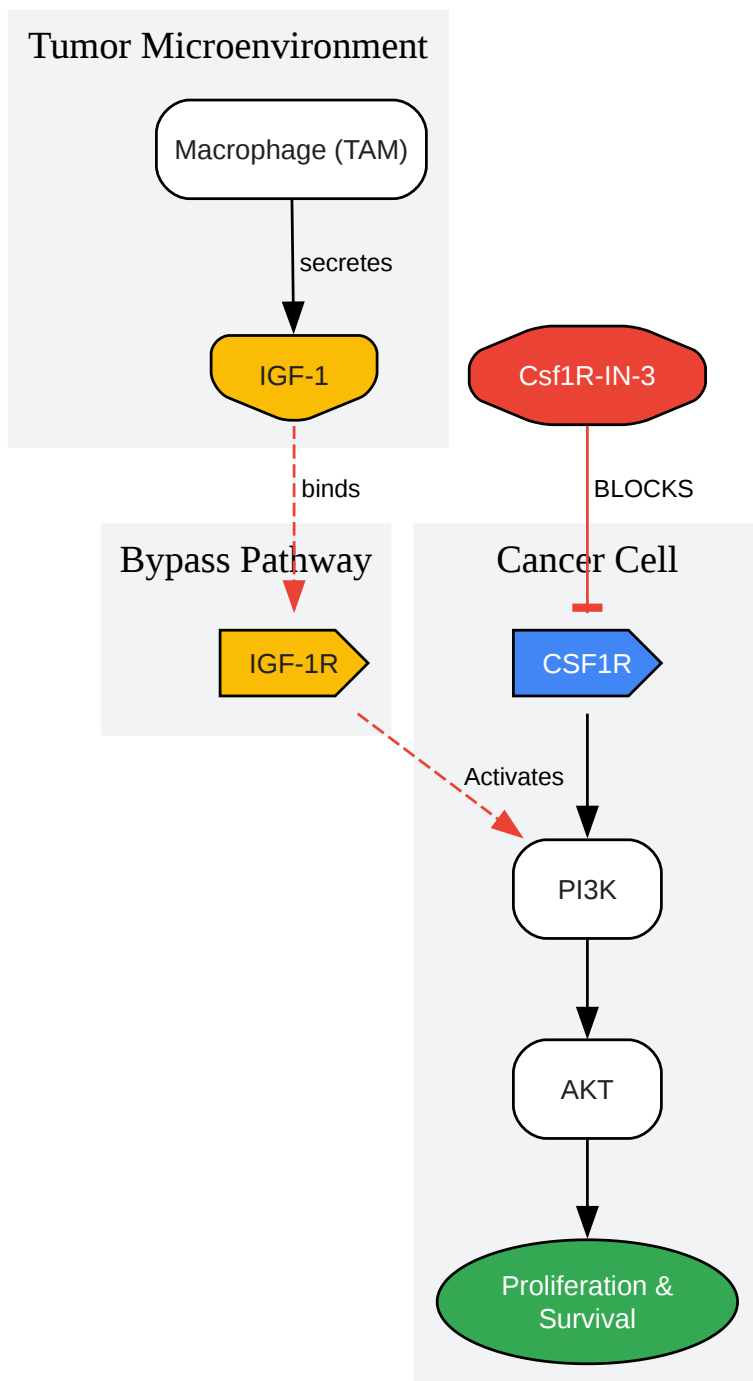 Tumor Microenvironment
Macrophage (TAM)
secretes
IGF-1
Csf1R-IN-3
binds
BLOCKS
Bypass Pathway
Cancer Cell
IGF-1R
CSF1R
Activates
PI3K
AKT
Proliferation &
Survival